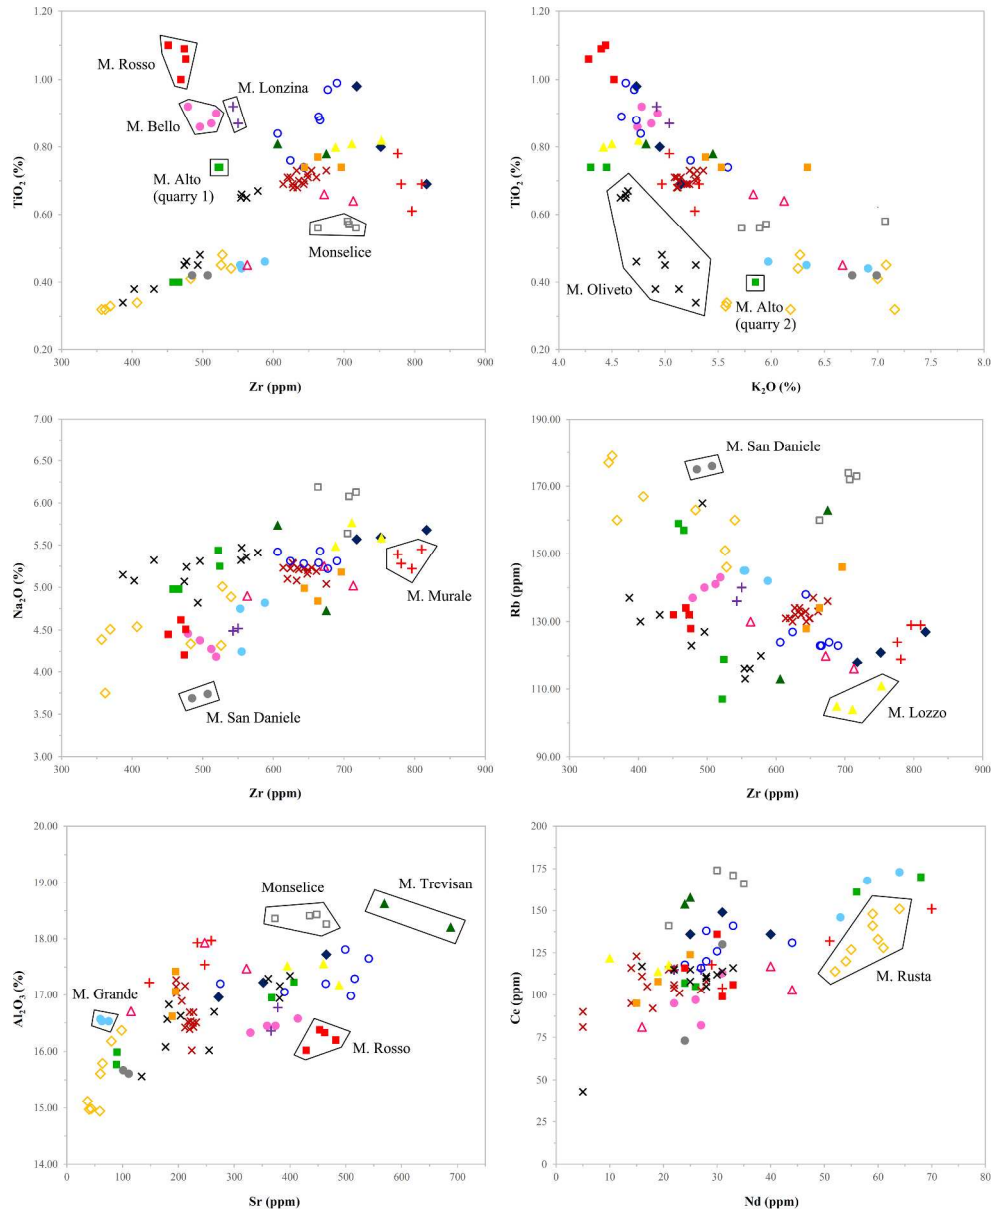 1.20
1.00
0.80
0.60
0.40
0.20
TiO2 (%)
M. Rosso
M. Lonzina
M. Bello
M. Alto
(quarry 1)
Monselice
300 400 500 600 700 800 900
Zr (ppm)
1.20
1.00
0.80
0.60
0.40
0.20
TiO2 (%)
M. Oliveto
M. Alto
(quarry 2)
4.0 4.5 5.0 5.5 6.0 6.5 7.0 7.5 8.0
K2O (%)
7.00
6.50
6.00
5.50
5.00
4.50
4.00
3.50
3.00
Na2O (%)
M. Murale
M. San Daniele
300 400 500 600 700 800 900
Zr (ppm)
190.00
170.00
150.00
130.00
110.00
90.00
Rb (ppm)
M. San Daniele
M. Lozzo
300 400 500 600 700 800 900
Zr (ppm)
20.00
19.00
18.00
17.00
16.00
15.00
14.00
Al2O3 (%)
M. Trevisan
Monselice
M. Grande
M. Rosso
0 100 200 300 400 500 600 700
Sr (ppm)
200
175
150
125
100
75
50
25
0
Ce (ppm)
M. Rusta
0 10 20 30 40 50 60 70 80
Nd (ppm)